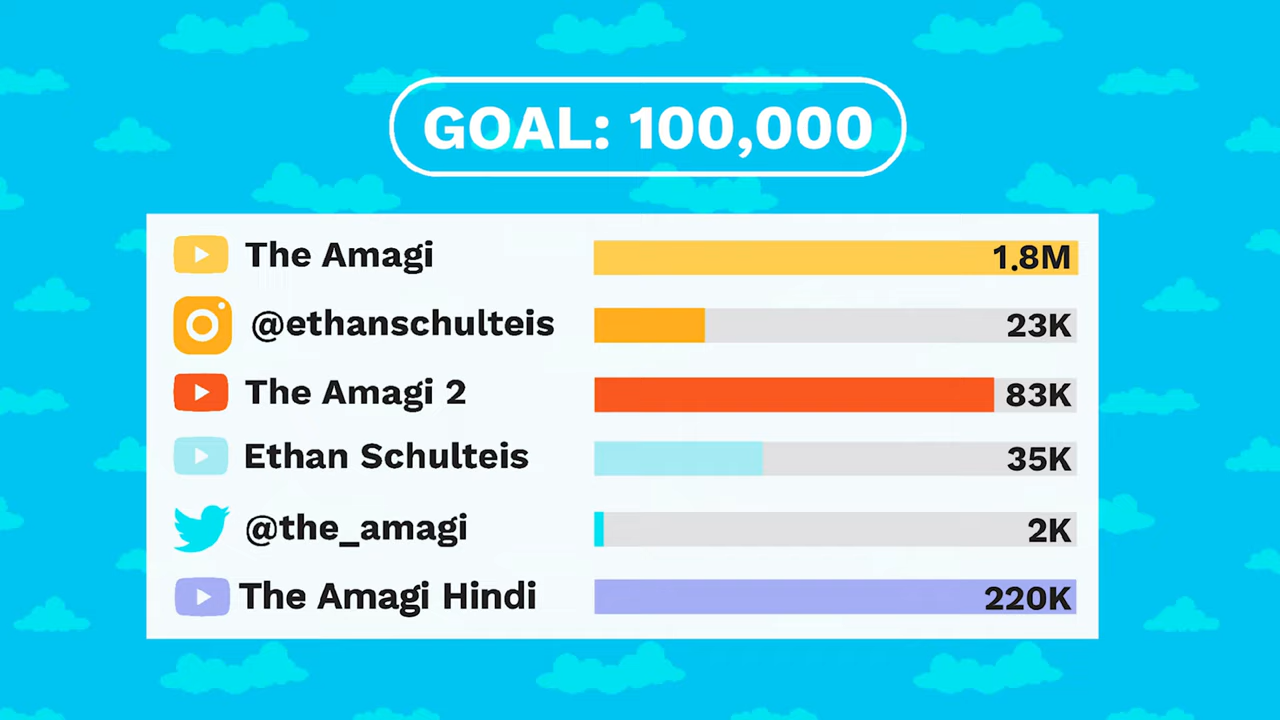 GOAL: 100,000
The Amagi 1.8M
@ethanschulteis 23K
The Amagi 2 83K
Ethan Schulteis 35K
@the_amagi 2K
The Amagi Hindi 220K